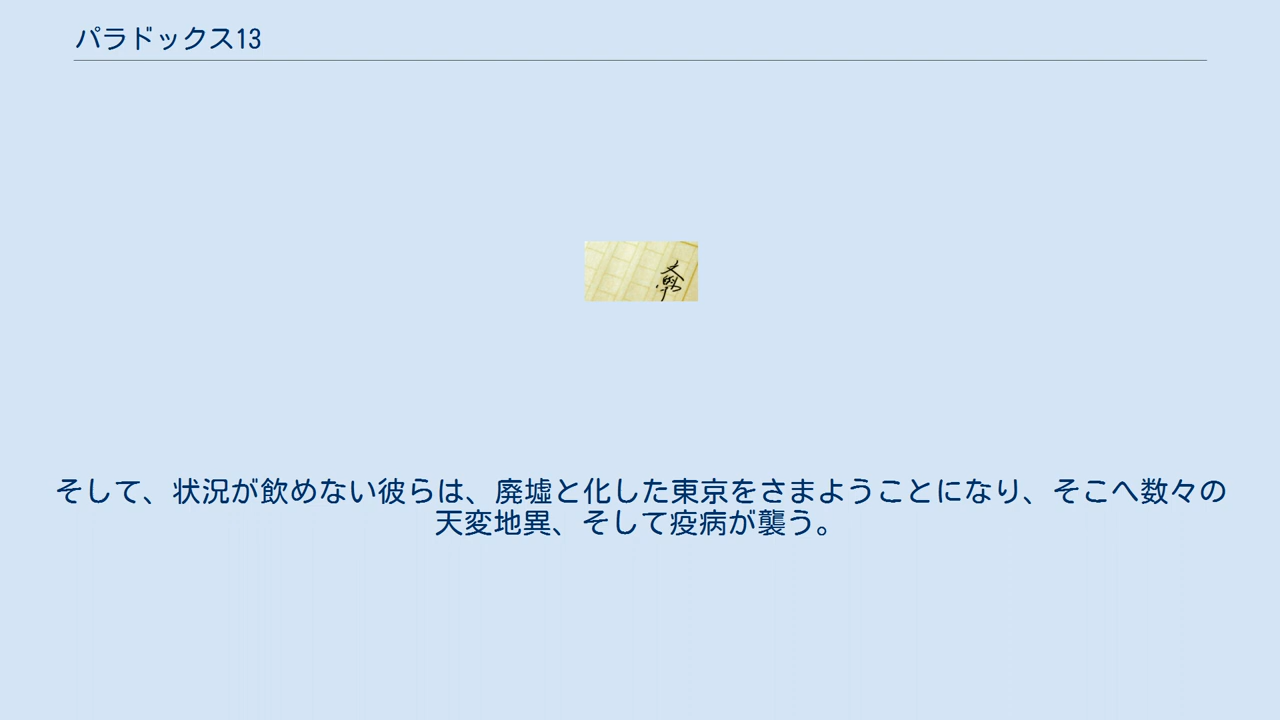 パラドックス13
そして、状況が飲めない彼らは、廃墟と化した東京をさまようことになり、そこへ数々の
天変地異、そして疫病が襲う。